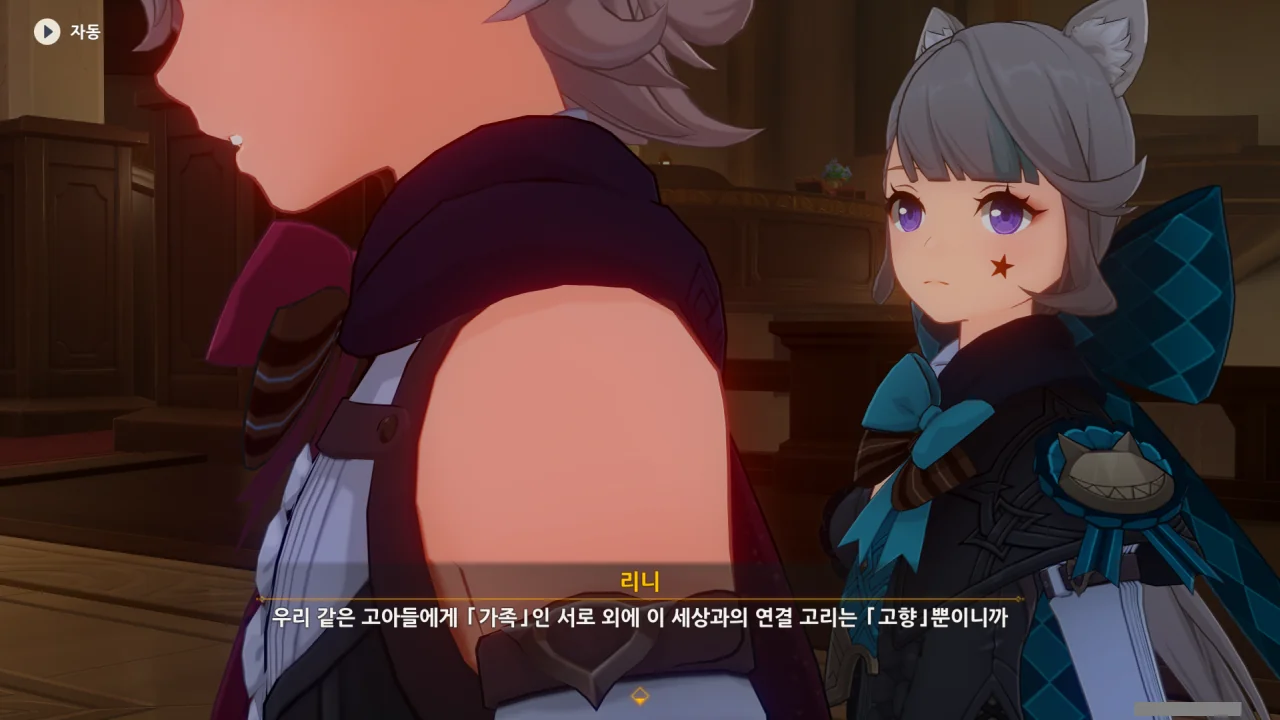 자동
리니
우리 같은 고아들에게 「가족」인 서로 외에 이 세상과의 연결 고리는 「고향」뿐이니까